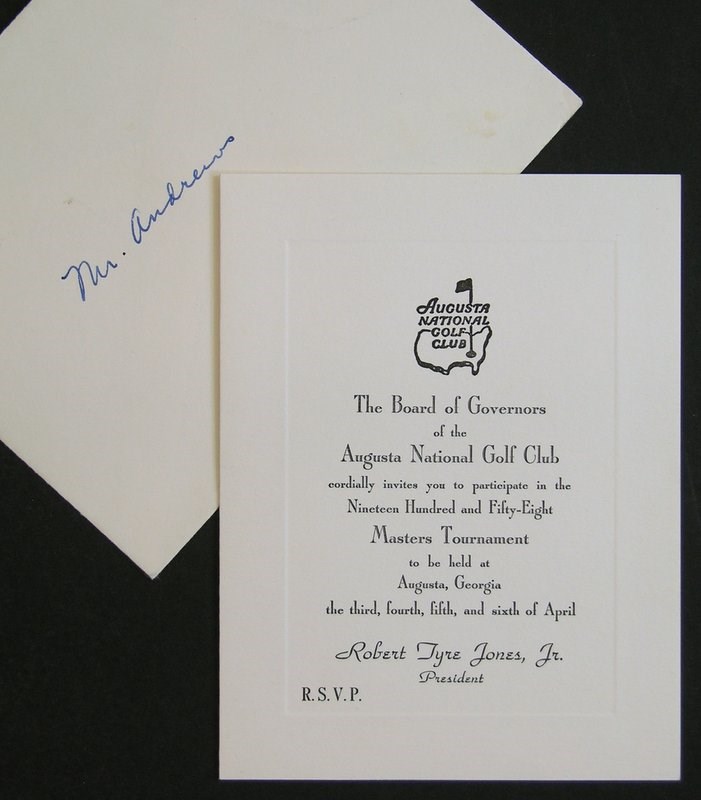 Mr. Andrews
AUGUSTA
NATIONAL
GOLF
CLUB
The Board of Governors
of the
Augusta National Golf Club
cordially invites you to participate in the
Nineteen Hundred and Fifty-Eight
Masters Tournament
to be held at
Augusta, Georgia
the third, fourth, fifth, and sixth of April
Robert Tyre Jones, Jr.
President
R. S. V. P.